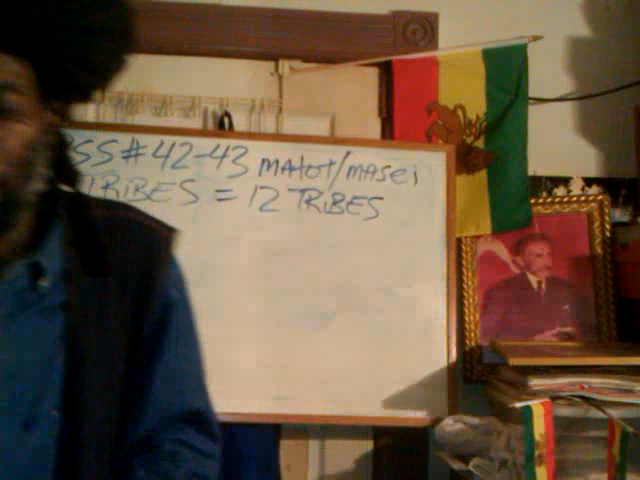 SS #42-43 MATOT/MASEI
TRIBES = 12 TRIBES